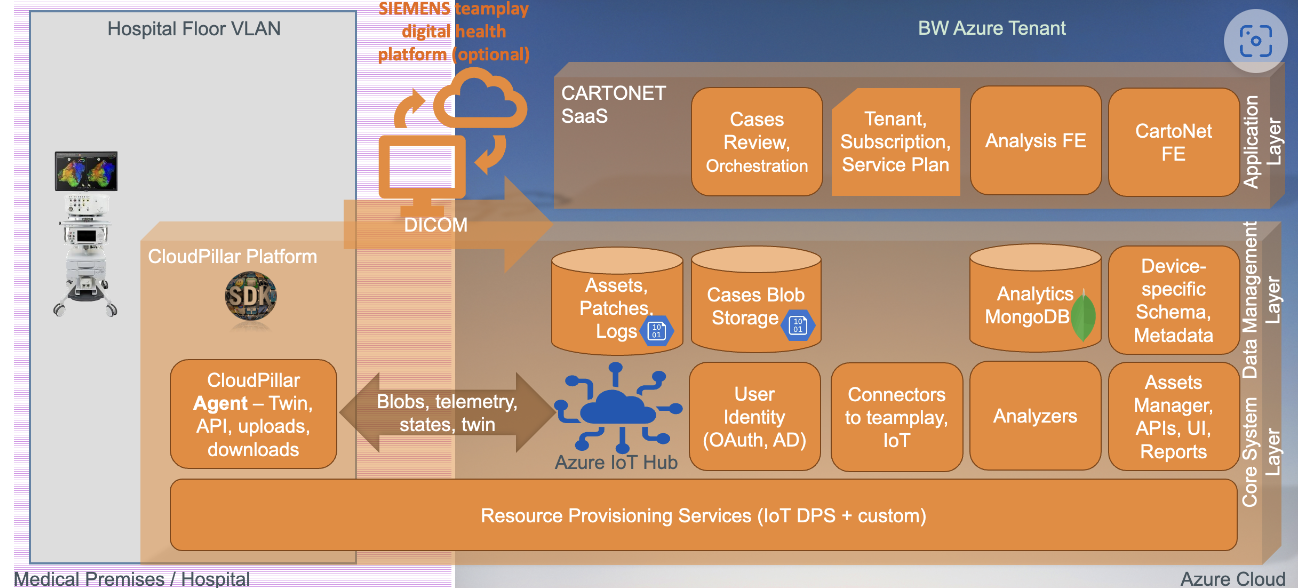 SIEMENS teamplay
digital health
platform (optional)
Hospital Floor VLAN
BW Azure Tenant
CARTONET
SaaS
Cases
Review,
Orchestration
Tenant,
Subscription,
Service Plan
Analysis FE
CartoNet
FE
Application
Layer
DICOM
CloudPillar Platform
SDK
Assets,
Patches,
Logs
10
01
Cases Blob
Storage
10
01
Analytics
MongoDB
Device-
specific
Schema,
Metadata
Data Management
Layer
CloudPillar
Agent – Twin,
API, uploads,
downloads
Blobs, telemetry,
states, twin
Azure IoT Hub
User
Identity
(OAuth, AD)
Connectors
to teamplay,
IoT
Analyzers
Assets
Manager,
APIs, UI,
Reports
Core System
Layer
Resource Provisioning Services (IoT DPS + custom)
Medical Premises / Hospital
Azure Cloud